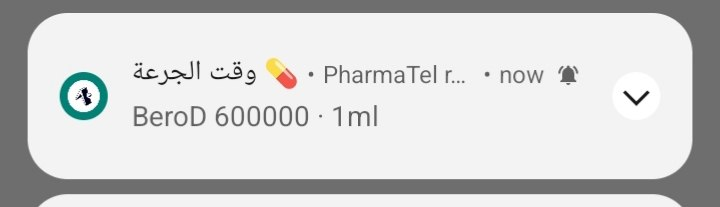 وقت الجرعة 💊 • PharmaTel r... • now
BeroD 600000 · 1ml